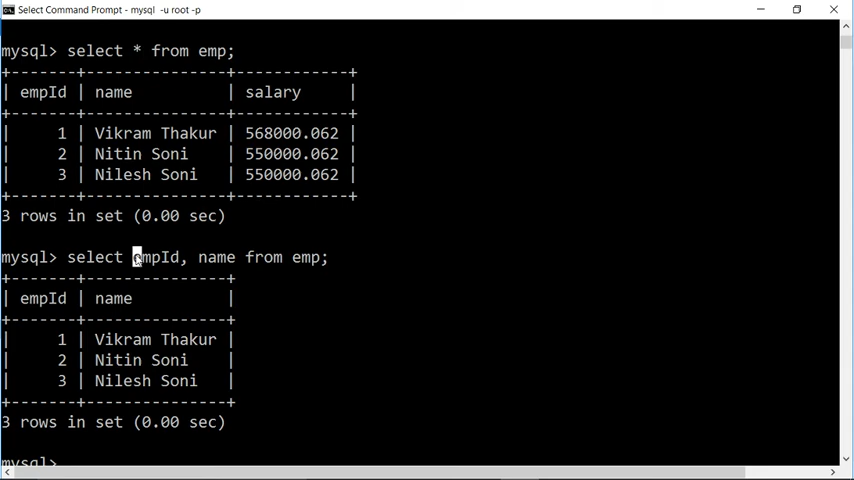 Select Command Prompt - mysql -u root -p
mysql> select * from emp;
+-------+---------------+------------+
| empId | name          | salary     |
+-------+---------------+------------+
|     1 | Vikram Thakur | 568000.062 |
|     2 | Nitin Soni    | 550000.062 |
|     3 | Nilesh Soni   | 550000.062 |
+-------+---------------+------------+
3 rows in set (0.00 sec)
mysql> select empId, name from emp;
+-------+---------------+
| empId | name          |
+-------+---------------+
|     1 | Vikram Thakur |
|     2 | Nitin Soni    |
|     3 | Nilesh Soni   |
+-------+---------------+
3 rows in set (0.00 sec)
mysql>